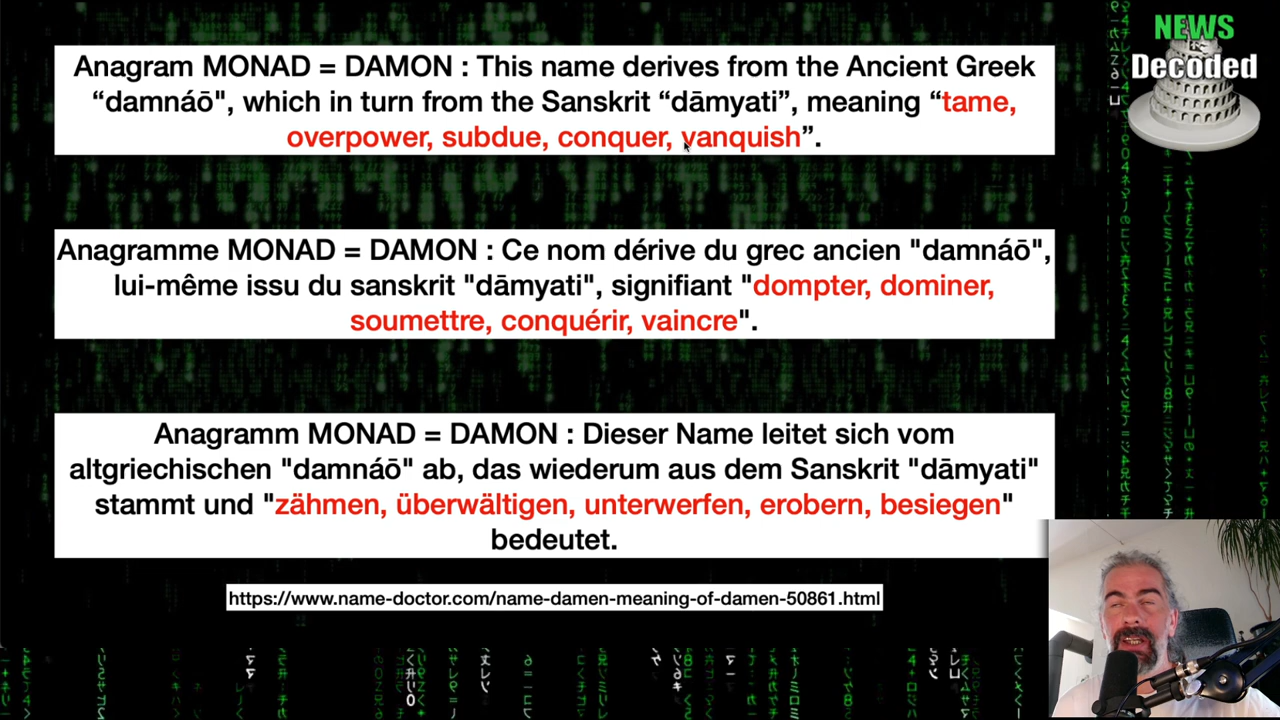 NEWS
Decoded
Anagram MONAD = DAMON : This name derives from the Ancient Greek
“damnáō", which in turn from the Sanskrit “dāmyati”, meaning “tame,
overpower, subdue, conquer, vanquish”.
Anagramme MONAD = DAMON : Ce nom dérive du grec ancien "damnáō",
lui-même issu du sanskrit "dāmyati", signifiant "dompter, dominer,
soumettre, conquérir, vaincre".
Anagramm MONAD = DAMON : Dieser Name leitet sich vom
altgriechischen "damnáō" ab, das wiederum aus dem Sanskrit "dāmyati"
stammt und "zähmen, überwältigen, unterwerfen, erobern, besiegen"
bedeutet.
https://www.name-doctor.com/name-damen-meaning-of-damen-50861.html